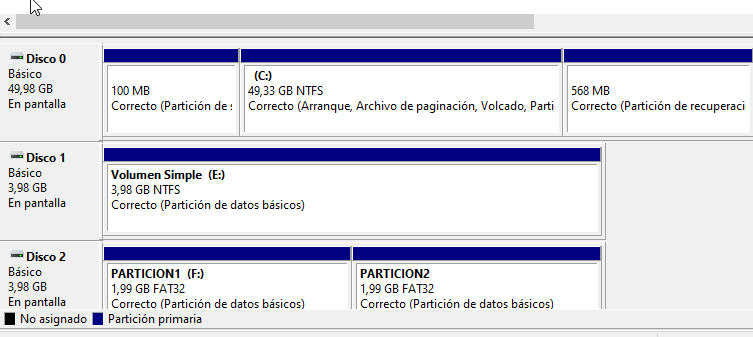 Disco 0
Básico
49,98 GB
En pantalla
100 MB
Correcto (Partición de s
(C:)
49,33 GB NTFS
Correcto (Arranque, Archivo de paginación, Volcado, Parti
568 MB
Correcto (Partición de recuperaci
Disco 1
Básico
3,98 GB
En pantalla
Volumen Simple (E:)
3,98 GB NTFS
Correcto (Partición de datos básicos)
Disco 2
Básico
3,98 GB
En pantalla
PARTICION1 (F:)
1,99 GB FAT32
Correcto (Partición de datos básicos)
PARTICION2
1,99 GB FAT32
Correcto (Partición de datos básicos)
No asignado Partición primaria